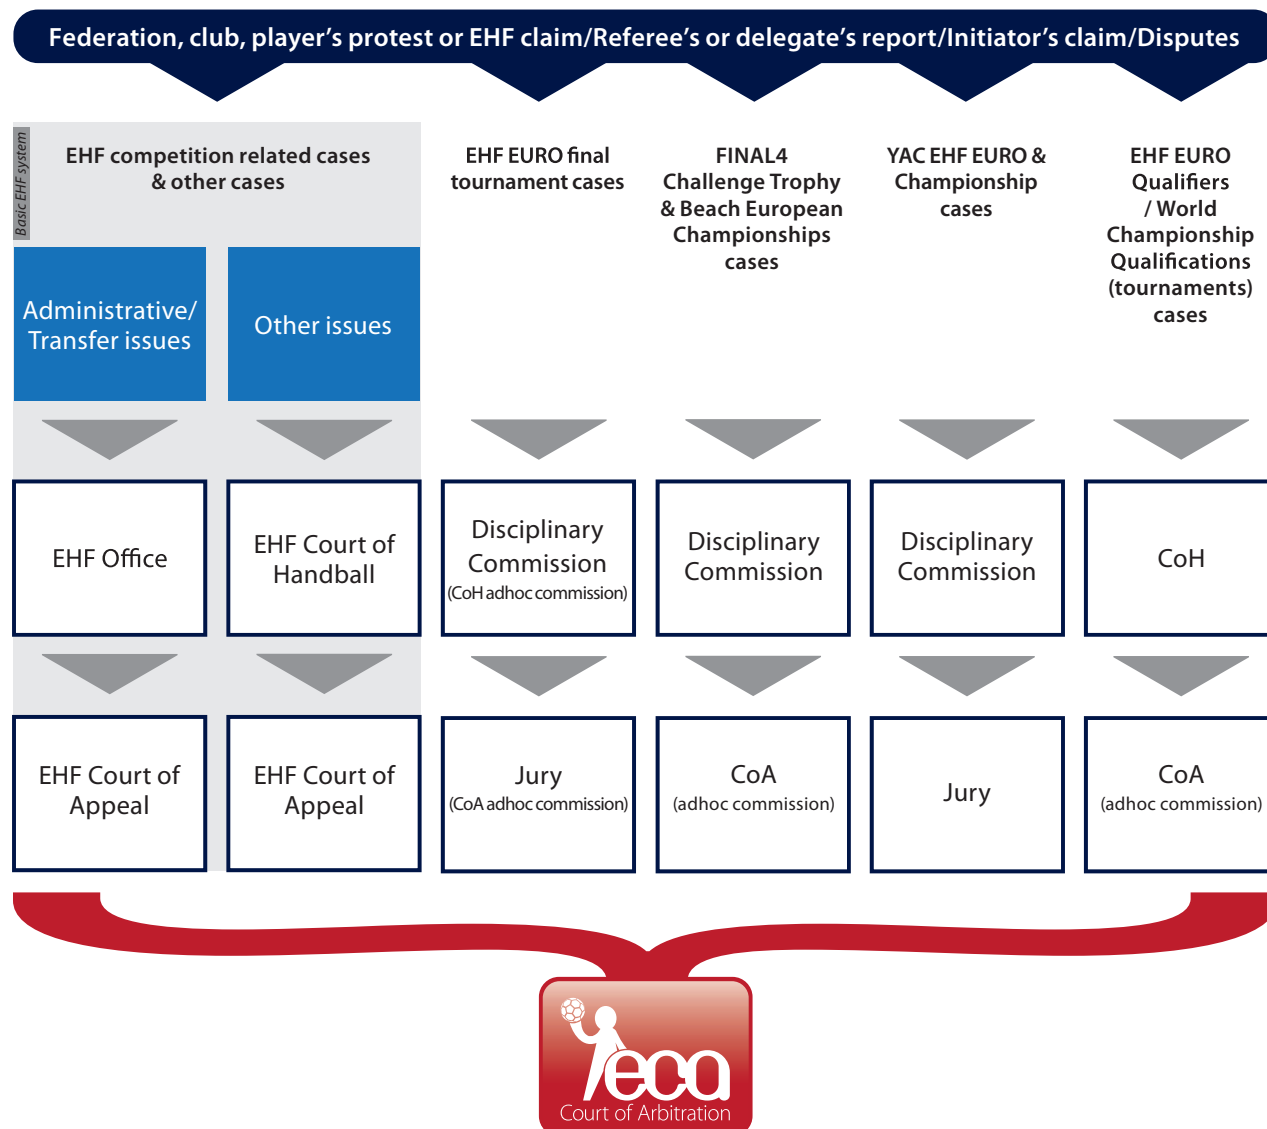 Federation, club, player’s protest or EHF claim/Referee’s or delegate’s report/Initiator’s claim/Disputes
Basic EHF system
EHF competition related cases
& other cases
EHF EURO final
tournament cases
FINAL4
Challenge Trophy
& Beach European
Championships
cases
YAC EHF EURO &
Championship
cases
EHF EURO
Qualifiers
/ World
Championship
Qualifications
(tournaments)
cases
Administrative/
Transfer issues
Other issues
EHF Office
EHF Court of
Handball
Disciplinary
Commission
(CoH adhoc commission)
Disciplinary
Commission
Disciplinary
Commission
CoH
EHF Court of
Appeal
EHF Court of
Appeal
Jury
(CoA adhoc commission)
CoA
(adhoc commission)
Jury
CoA
(adhoc commission)
eca
Court of Arbitration